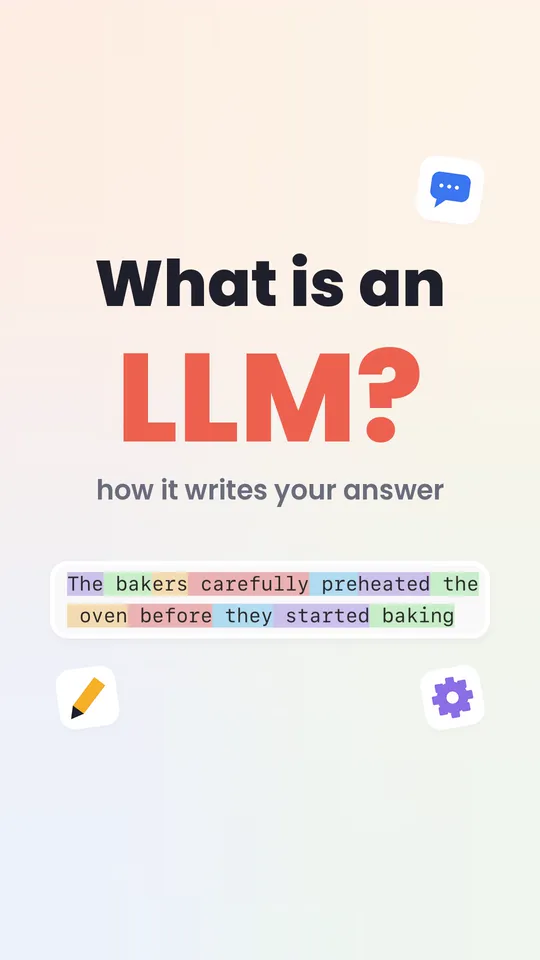 What is an
LLM?
how it writes your answer
The bakers carefully preheated the
oven before they started baking